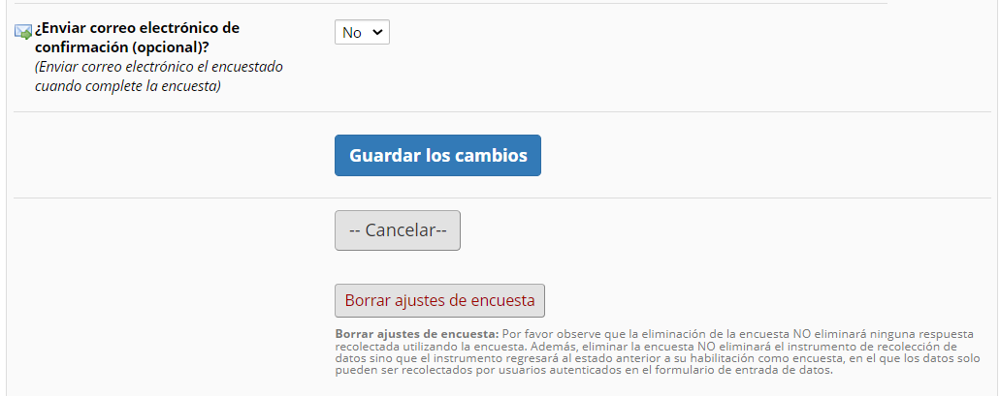 ¿Enviar correo electrónico de
confirmación (opcional)?
(Enviar correo electrónico el encuestado
cuando complete la encuesta)
No
Guardar los cambios
-- Cancelar--
Borrar ajustes de encuesta
Borrar ajustes de encuesta: Por favor observe que la eliminación de la encuesta NO eliminará ninguna respuesta
recolectada utilizando la encuesta. Además, eliminar la encuesta NO eliminará el instrumento de recolección de
datos sino que el instrumento regresará al estado anterior a su habilitación como encuesta, en el que los datos solo
pueden ser recolectados por usuarios autenticados en el formulario de entrada de datos.